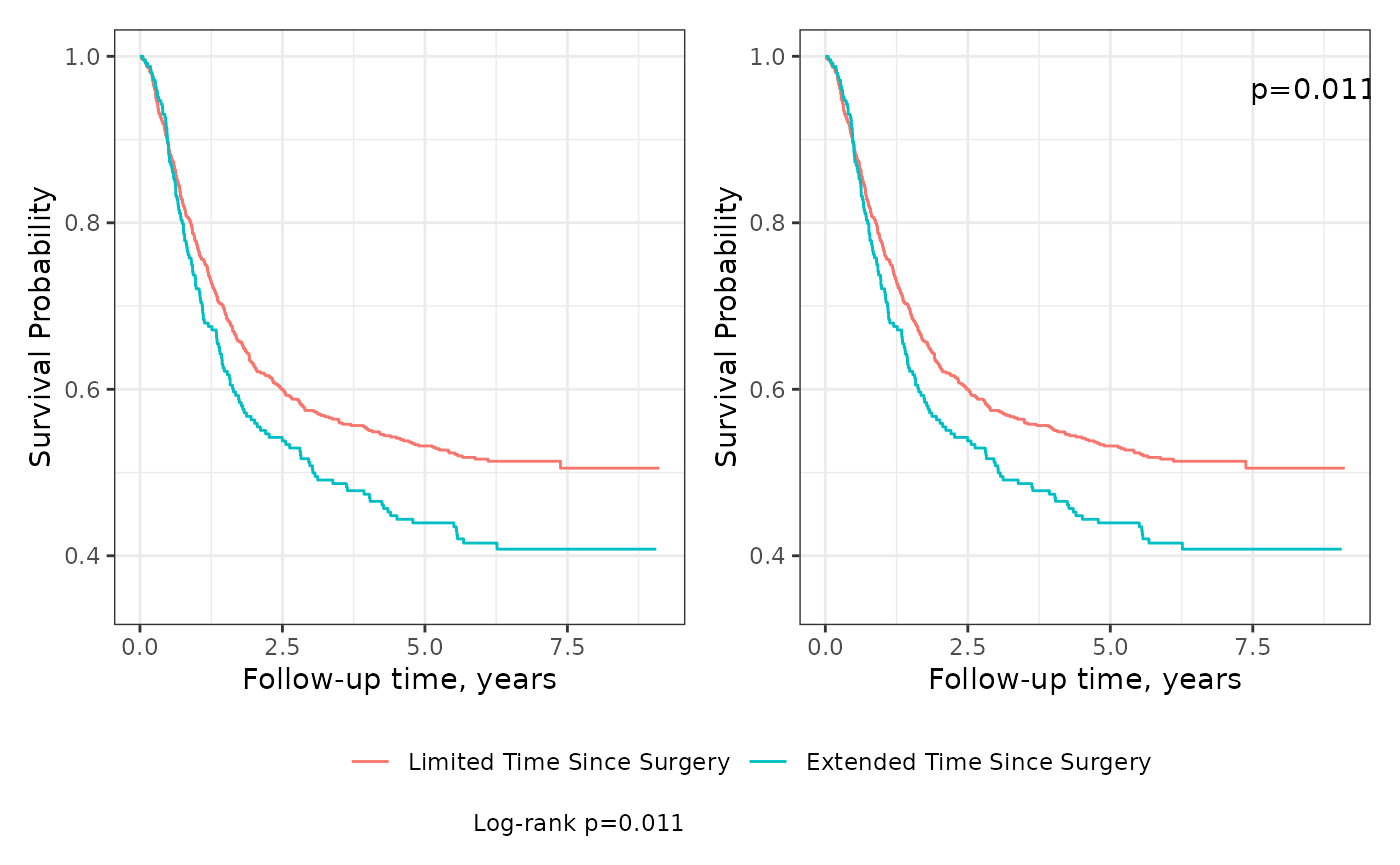 1.0
0.8
0.6
0.4
Survival Probability
0.0 2.5 5.0 7.5
Follow-up time, years
p=0.011
1.0
0.8
0.6
0.4
Survival Probability
0.0 2.5 5.0 7.5
Follow-up time, years
Limited Time Since Surgery Extended Time Since Surgery
Log-rank p=0.011